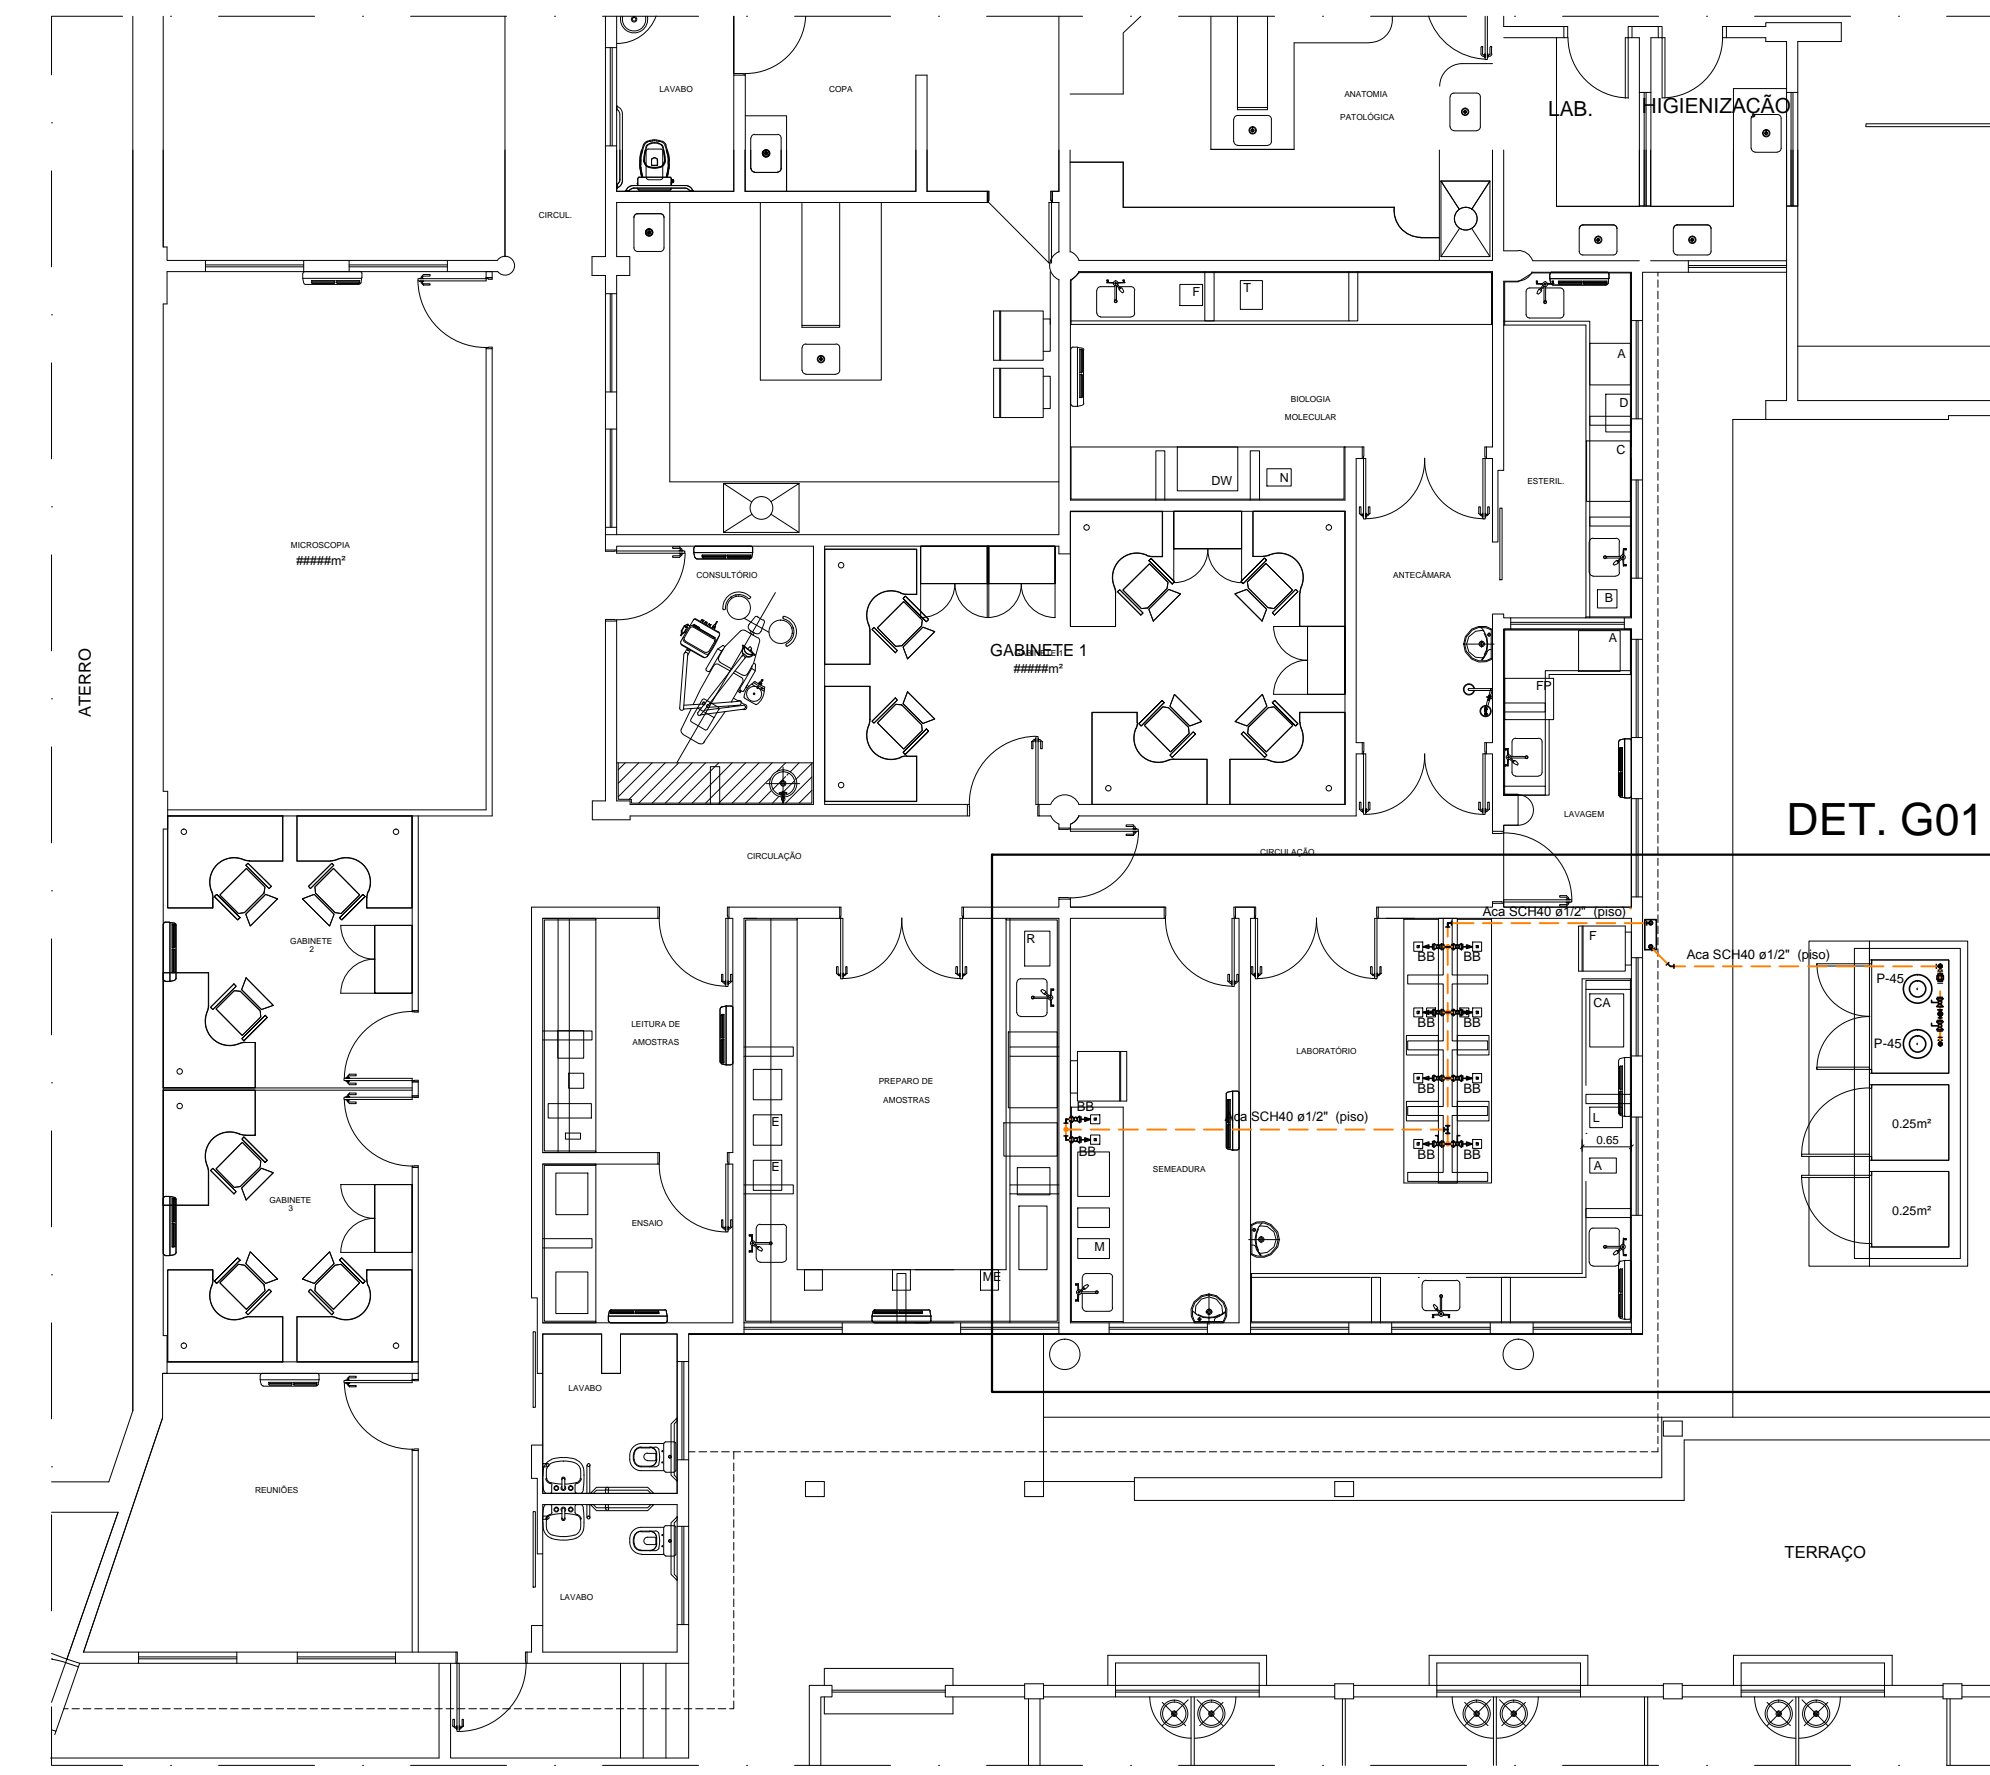 LAVABO
COPA
ANATOMIA
PATOLÓGICA
LAB.
HIGIENIZAÇÃO
CIRCUL.
F
T
A
D
BIOLOGIA
MOLECULAR
C
DW
N
ESTERIL.
MICROSCOPIA
#####m²
CONSULTÓRIO
ANTECÂMARA
B
ATERRO
GABINETE 1
#####m²
A
FP
LAVAGEM
DET. G01
CIRCULAÇÃO
CIRCULAÇÃO
Aca SCH40 ø1/2" (piso)
GABINETE
2
R
F
BB
BB
Aca SCH40 ø1/2" (piso)
P-45
CA
LEITURA DE
AMOSTRAS
BB
BB
P-45
LABORATÓRIO
PREPARO DE
AMOSTRAS
BB
BB
BB
Aca SCH40 ø1/2" (piso)
L
E
0.25m²
0.65
BB
BB
BB
E
SEMEADURA
A
GABINETE
3
ENSAIO
0.25m²
M
ME
LAVABO
REUNIÕES
TERRAÇO
LAVABO